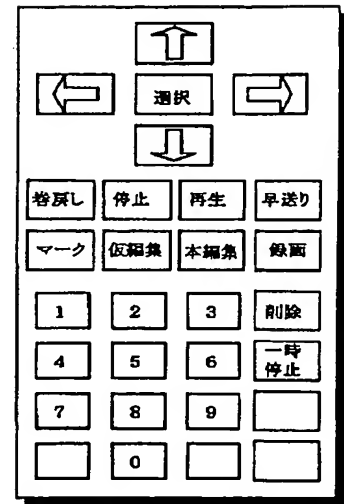 選択
巻戻し 停止 再生 早送り
マーク 仮編集 本編集 録画
1 2 3 削除
4 5 6 一時
停止
7 8 9
0